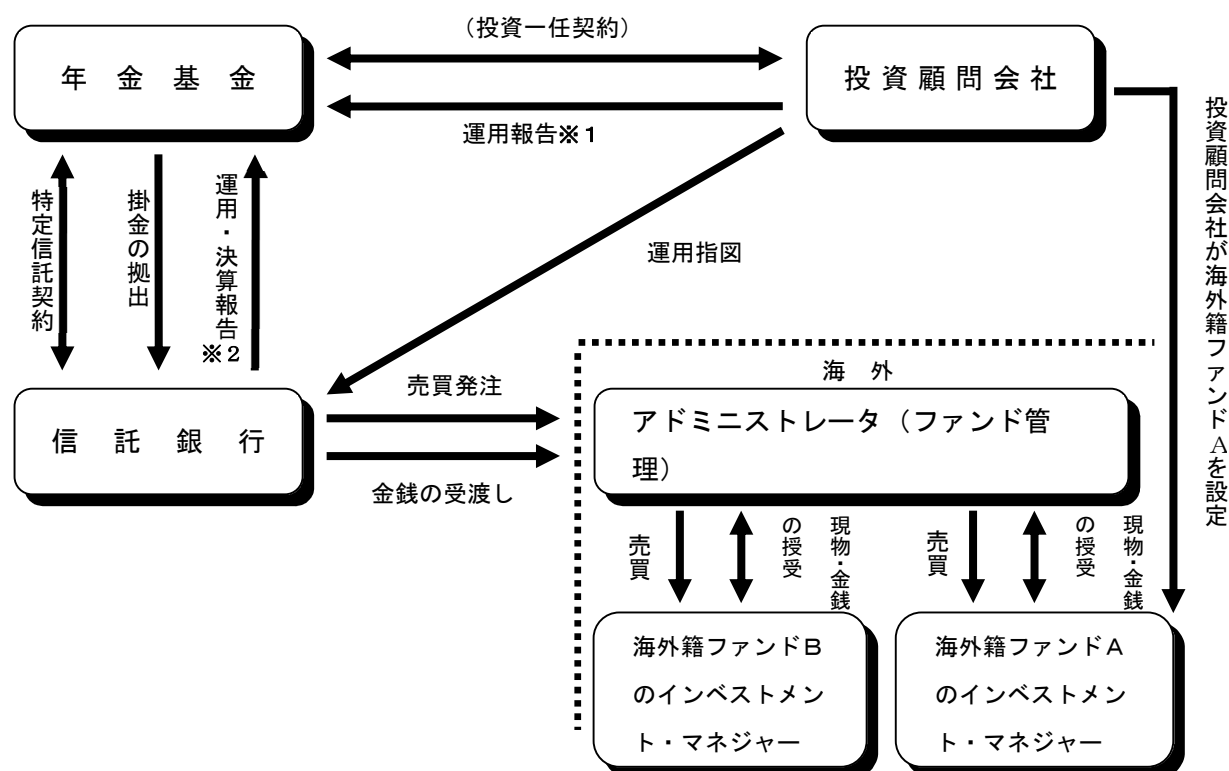 （投資一任契約）
年金基金
投資顧問会社
運用報告※１
投資顧問会社が海外籍ファンドAを設定
特定信託契約
掛金の拠出
運用・決算報告
※２
運用指図
信託銀行
売買発注
金銭の受渡し
海外
アドミニストレータ（ファンド管
理）
売買
現物・金銭
の授受
売買
現物・金銭
の授受
海外籍ファンドＢ
のインベストメン
ト・マネジャー
海外籍ファンドＡ
のインベストメン
ト・マネジャー